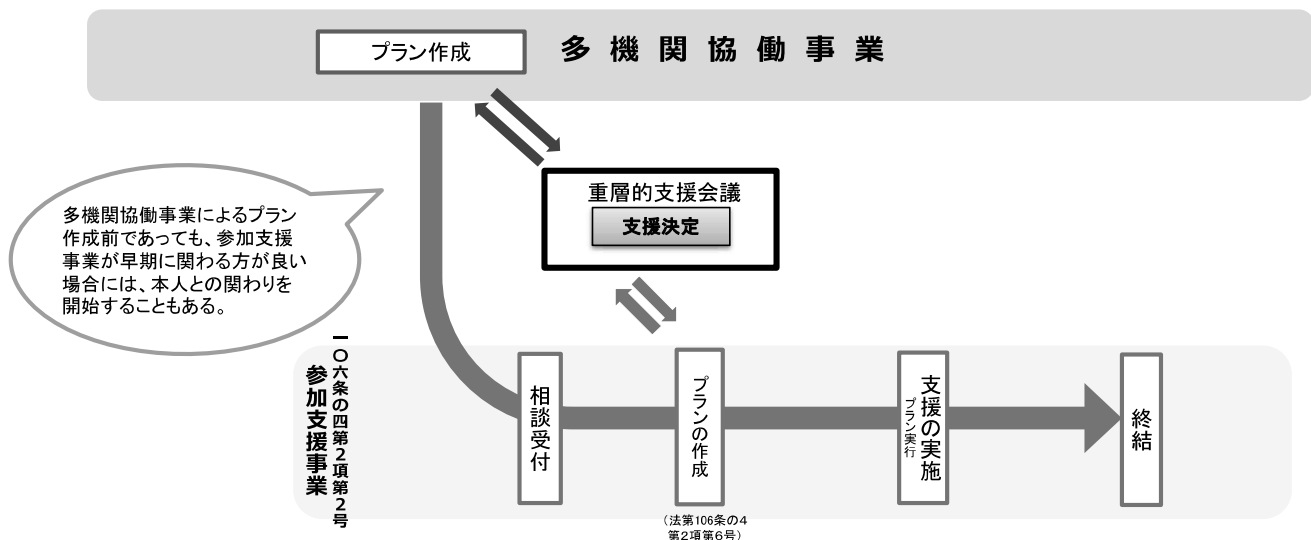 プラン作成
多機関協働事業
重層的支援会議
支援決定
多機関協働事業によるプラン
作成前であっても、参加支援
事業が早期に関わる方が良い
場合には、本人との関わりを
開始することもある。
一〇六条の四第2項第2号
参加支援事業
相談受付
プランの作成
(法第106条の4
第2項第6号)
支援の実施
プラン実行
終結